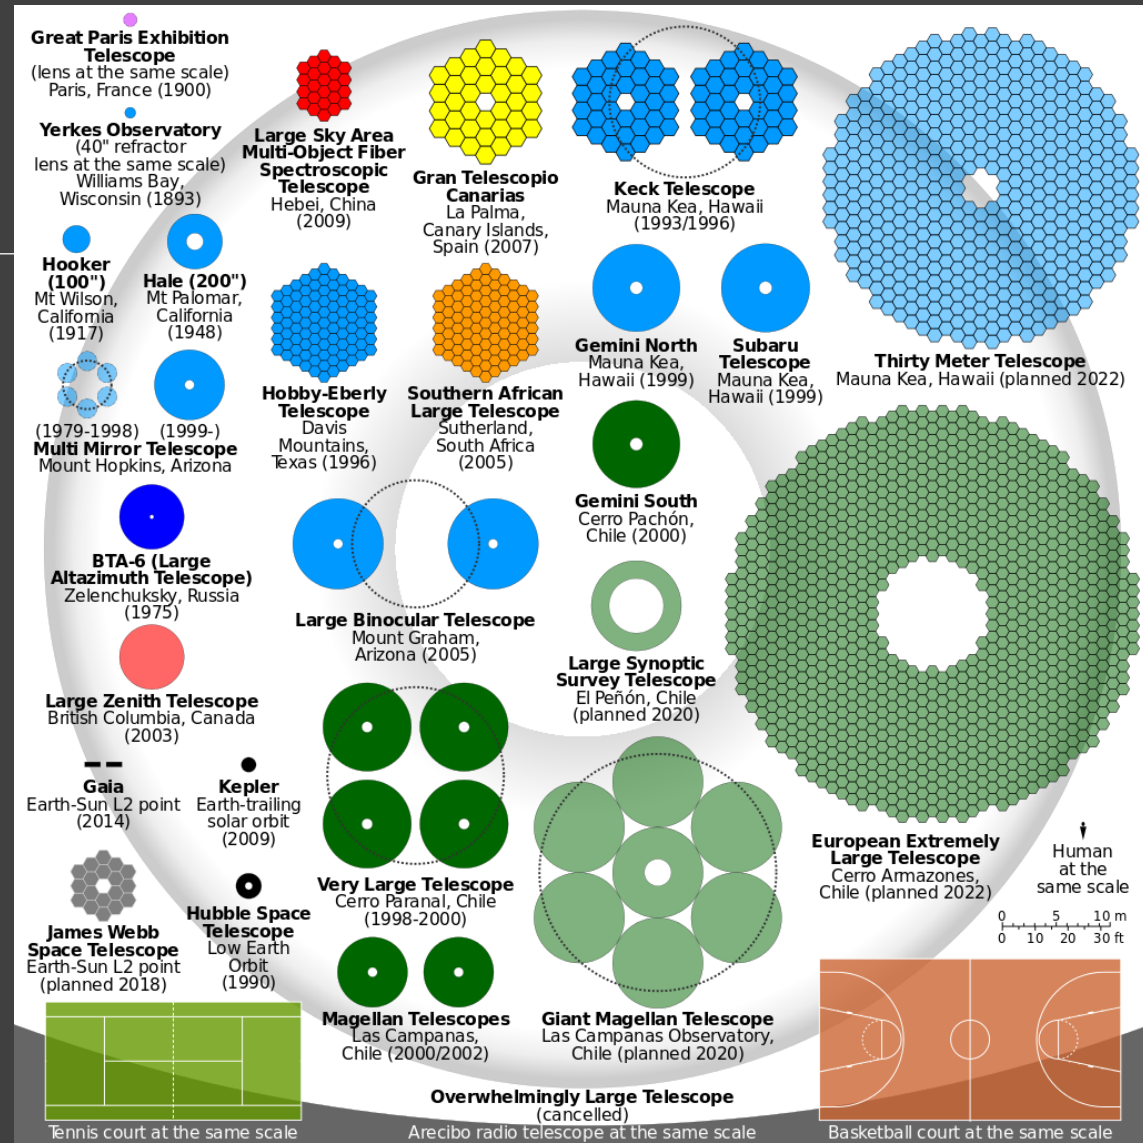 Great Paris Exhibition
Telescope
(lens at the same scale)
Paris, France (1900)
Yerkes Observatory
(40" refractor
lens at the same scale)
Williams Bay,
Wisconsin (1893)
Hooker
(100")
Mt Wilson,
California
(1917)
Hale (200")
Mt Palomar,
California
(1948)
(1979-1998) (1999-)
Multi Mirror Telescope
Mount Hopkins, Arizona
BTA-6 (Large
Altazimuth Telescope)
Zelenchuksky, Russia
(1975)
Large Zenith Telescope
British Columbia, Canada
(2003)
Gaia
Earth-Sun L2 point
(2014)
Kepler
Earth-trailing
solar orbit
(2009)
James Webb
Space Telescope
Earth-Sun L2 point
(planned 2018)
Hubble Space
Telescope
Low Earth
Orbit
(1990)
Large Sky Area
Multi-Object Fiber
Spectroscopic
Telescope
Hebei, China
(2009)
Gran Telescopio
Canarias
La Palma,
Canary Islands,
Spain (2007)
Keck Telescope
Mauna Kea, Hawaii
(1993/1996)
Hobby-Eberly
Telescope
Davis
Mountains,
Texas (1996)
Southern African
Large Telescope
Sutherland,
South Africa
(2005)
Gemini North
Mauna Kea,
Hawaii (1999)
Subaru
Telescope
Mauna Kea,
Hawaii (1999)
Thirty Meter Telescope
Mauna Kea, Hawaii (planned 2022)
Gemini South
Cerro Pachón,
Chile (2000)
Large Binocular Telescope
Mount Graham,
Arizona (2005)
Large Synoptic
Survey Telescope
El Peñón, Chile
(planned 2020)
Very Large Telescope
Cerro Paranal, Chile
(1998-2000)
Magellan Telescopes
Las Campanas,
Chile (2000/2002)
Giant Magellan Telescope
Las Campanas Observatory,
Chile (planned 2020)
European Extremely
Large Telescope
Cerro Armazones,
Chile (planned 2022)
Human
at the
same scale
0 5 10 m
0 10 20 30 ft
Overwhelmingly Large Telescope
(cancelled)
Tennis court at the same scale
Arecibo radio telescope at the same scale
Basketball court at the same scale